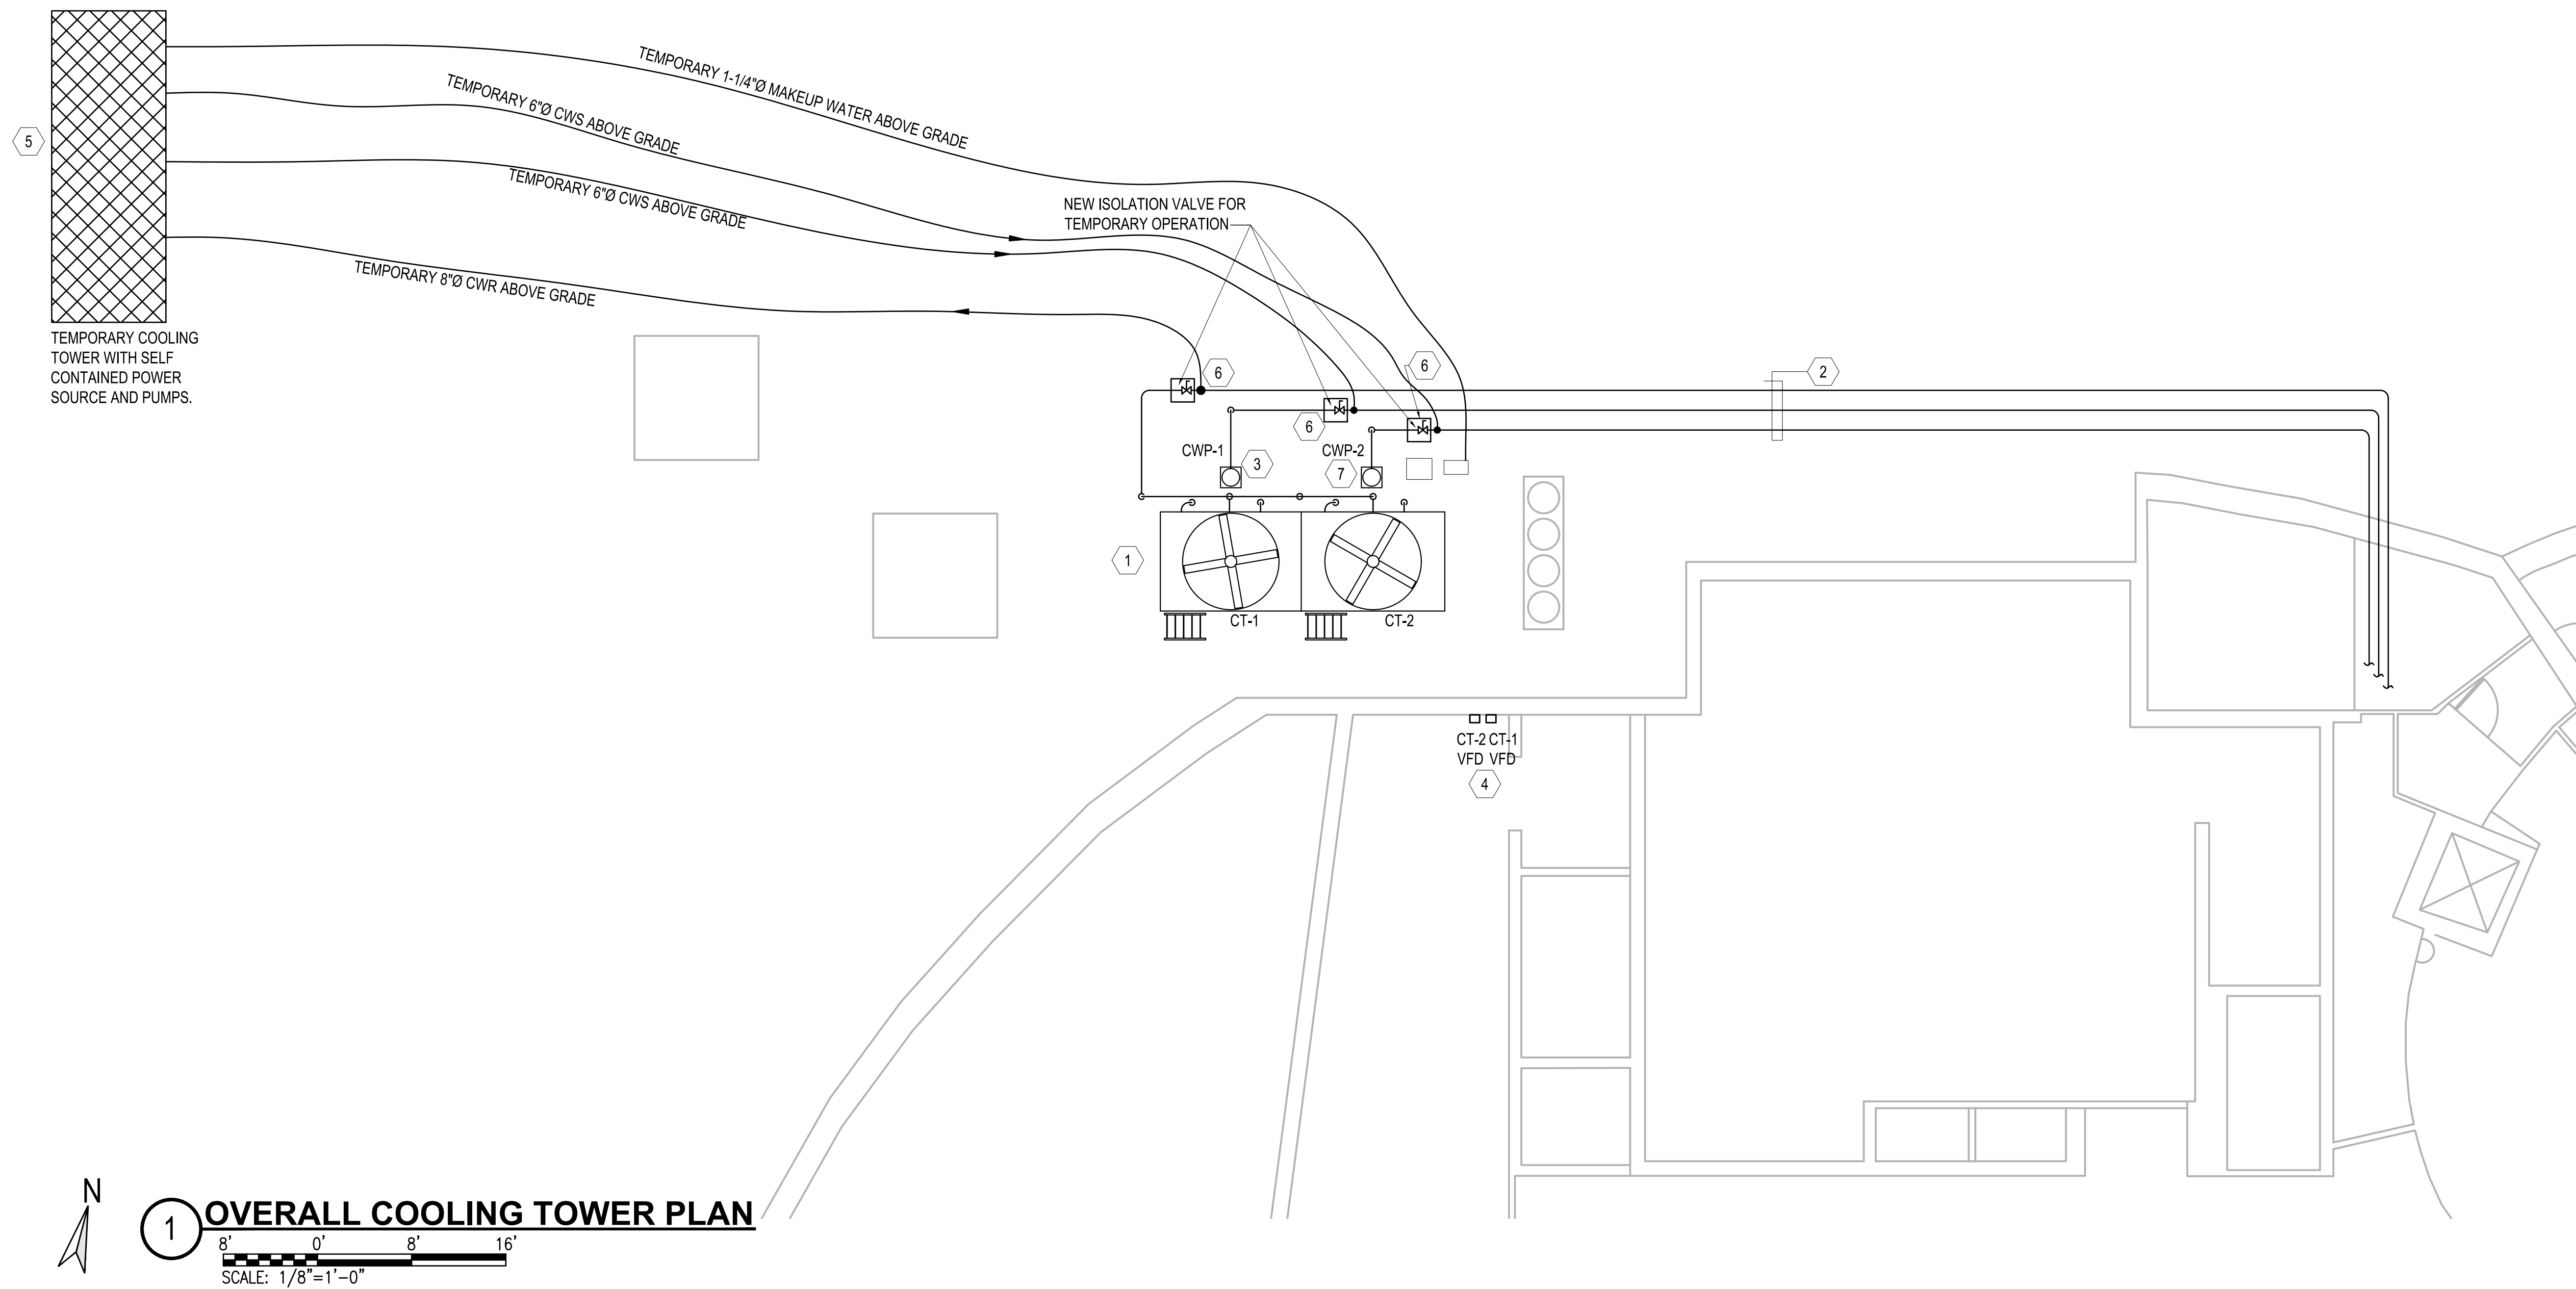 TEMPORARY 1-1/4"Ø MAKEUP WATER ABOVE GRADE
TEMPORARY 6"Ø CWS ABOVE GRADE
5
TEMPORARY 6"Ø CWS ABOVE GRADE
NEW ISOLATION VALVE FOR
TEMPORARY OPERATION
TEMPORARY 8"Ø CWR ABOVE GRADE
TEMPORARY COOLING
TOWER WITH SELF
CONTAINED POWER
SOURCE AND PUMPS.
6
6
2
6
CWP-1
3
CWP-2
7
1
CT-1
CT-2
CT-2 CT-1
VFD VFD
4
N
1
OVERALL COOLING TOWER PLAN
8' 0' 8' 16'
SCALE: 1/8"=1'-0"